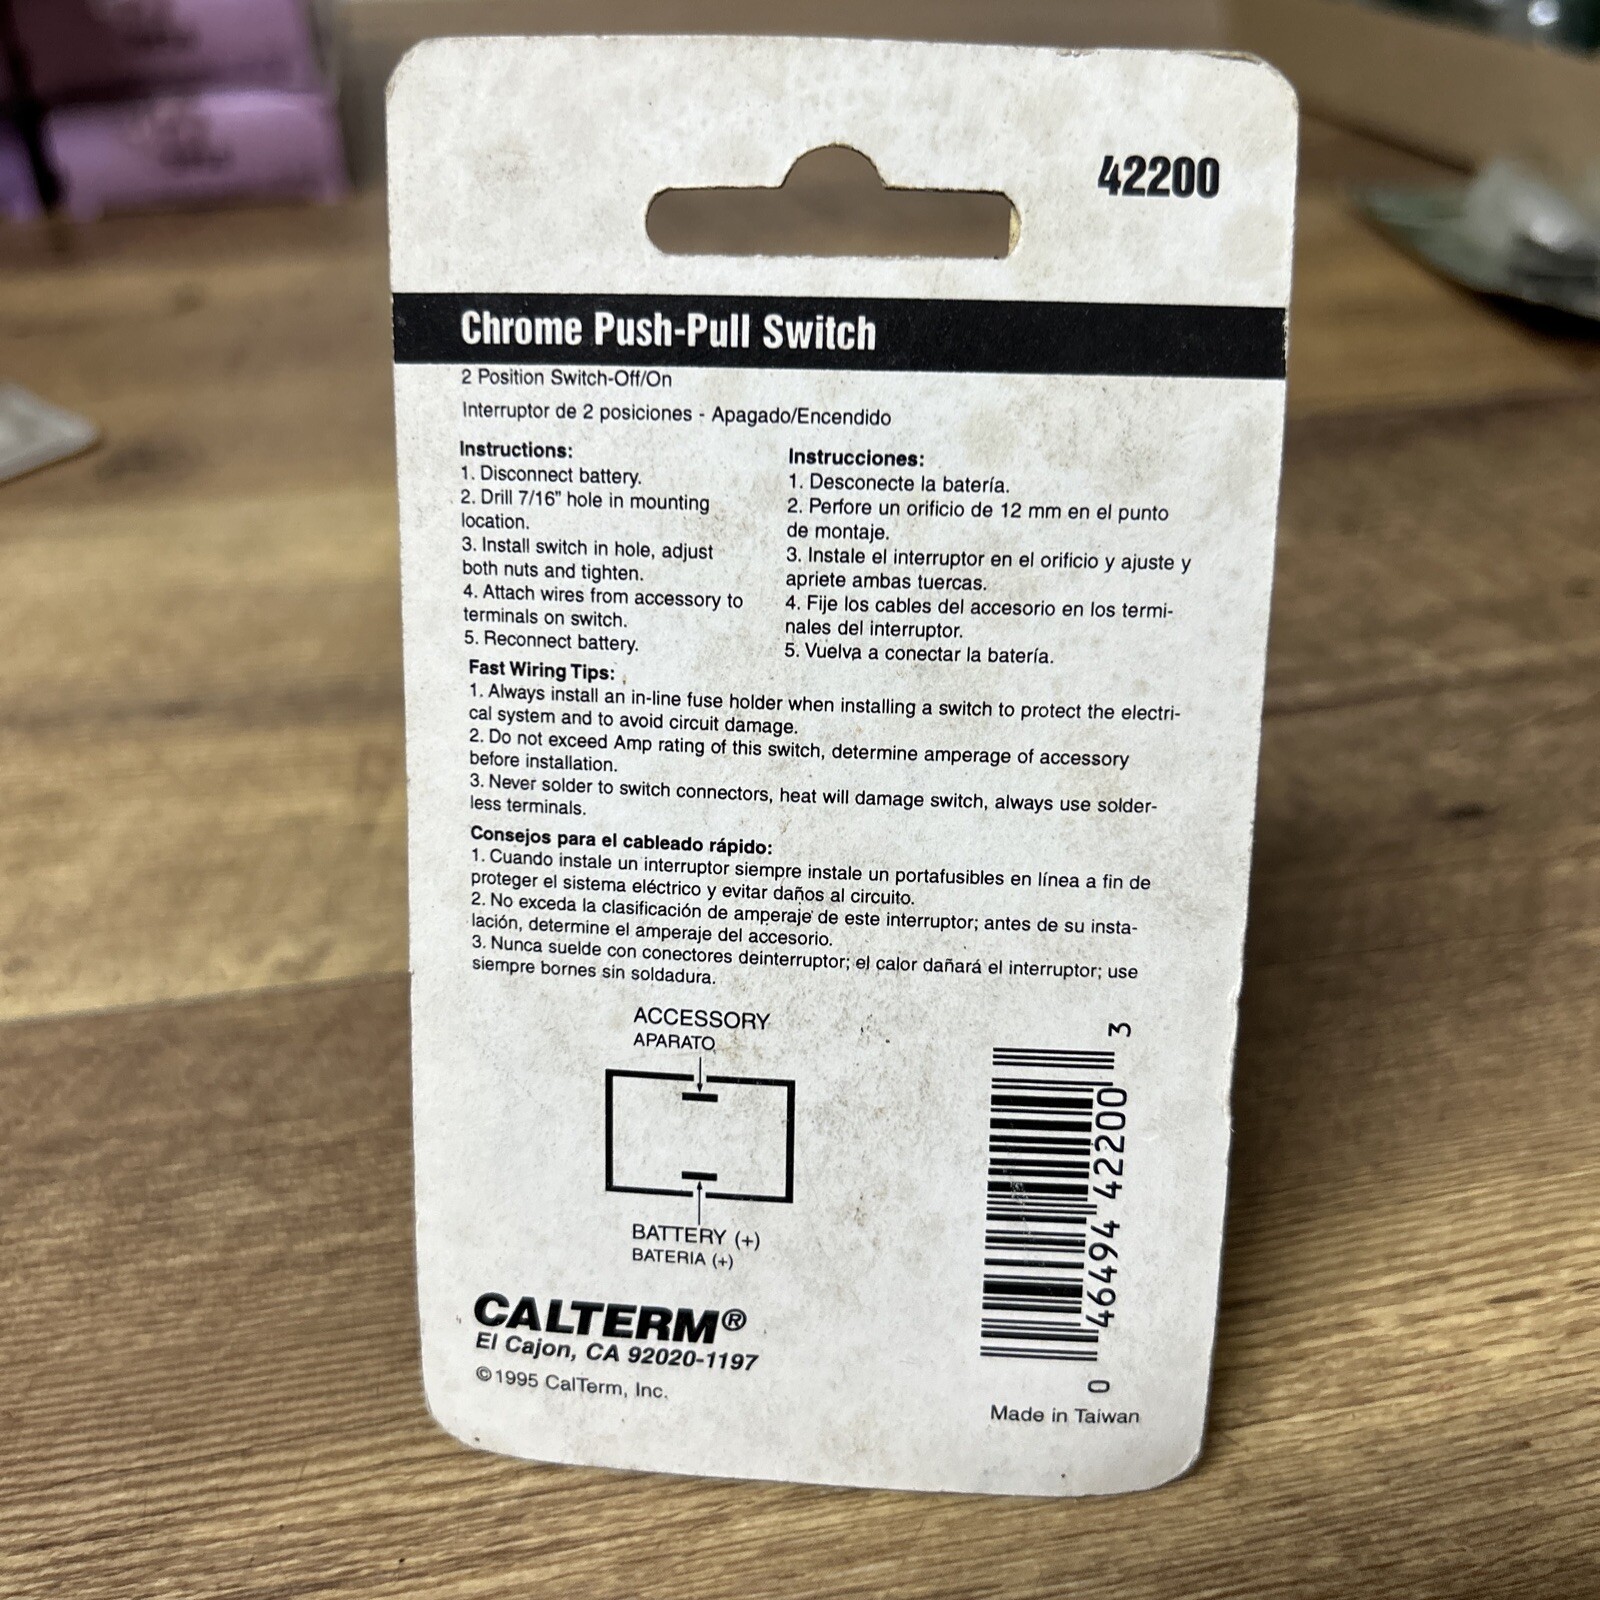 42200
Chrome Push-Pull Switch
2 Position Switch-Off/On
Interruptor de 2 posiciones - Apagado/Encendido
Instructions:
1. Disconnect battery.
2. Drill 7/16" hole in mounting
location.
3. Install switch in hole, adjust
both nuts and tighten.
4. Attach wires from accessory to
terminals on switch.
5. Reconnect battery.
Instrucciones:
1. Desconecte la batería.
2. Perfore un orificio de 12 mm en el punto
de montaje.
3. Instale el interruptor en el orificio y ajuste y
apriete ambas tuercas.
4. Fije los cables del accesorio en los termi-
nales del interruptor.
5. Vuelva a conectar la batería.
Fast Wiring Tips:
1. Always install an in-line fuse holder when installing a switch to protect the electri-
cal system and to avoid circuit damage.
2. Do not exceed Amp rating of this switch, determine amperage of accessory
before installation.
3. Never solder to switch connectors, heat will damage switch, always use solder-
less terminals.
Consejos para el cableado rápido:
1. Cuando instale un interruptor siempre instale un portafusibles en línea a fin de
proteger el sistema eléctrico y evitar daños al circuito.
2. No exceda la clasificación de amperaje de este interruptor; antes de su insta-
lación, determine el amperaje del accesorio.
3. Nunca suelde con conectores deinterruptor; el calor dañará el interruptor; use
siempre bornes sin soldadura.
ACCESSORY
APARATO
BATTERY (+)
BATERIA (+)
CALTERM®
El Cajon, CA 92020-1197
©1995 CalTerm, Inc.
0 46494 42200 3
Made in Taiwan